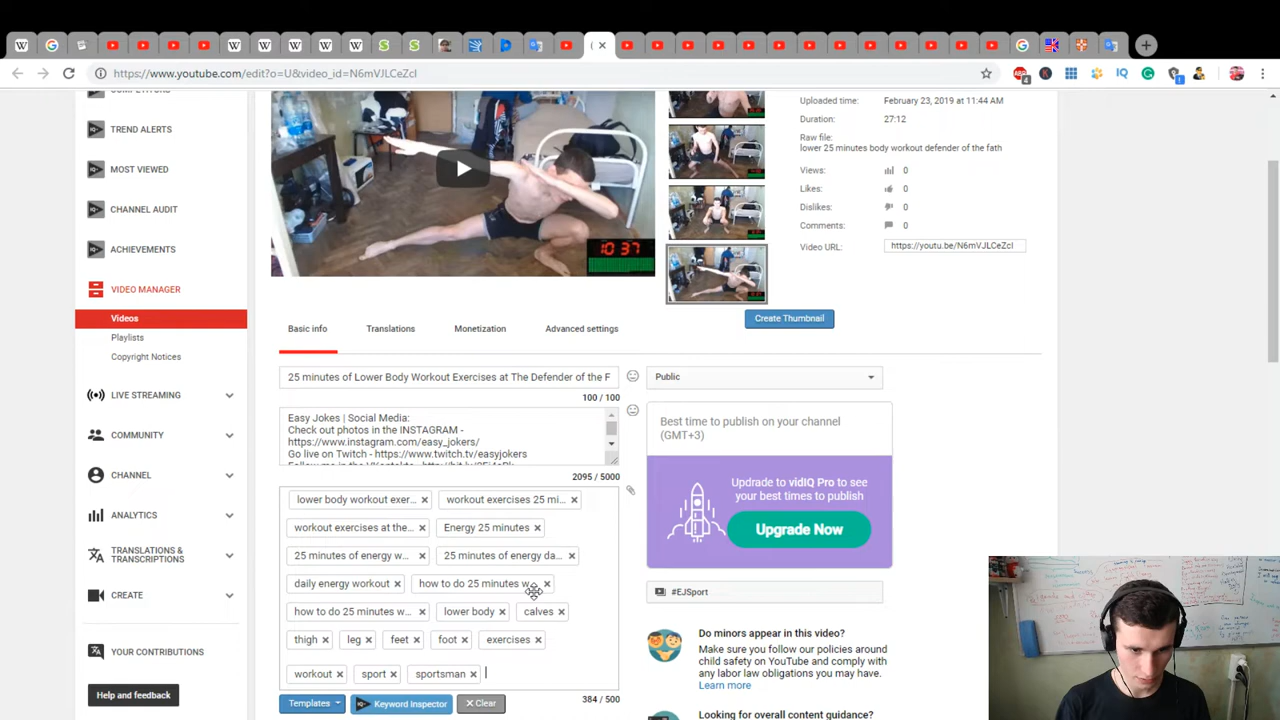 https://www.youtube.com/edit?o=U&video_id=N6mVJLCeZcI
TREND ALERTS
MOST VIEWED
CHANNEL AUDIT
ACHIEVEMENTS
VIDEO MANAGER
Videos
Playlists
Copyright Notices
LIVE STREAMING
COMMUNITY
CHANNEL
ANALYTICS
TRANSLATIONS &
TRANSCRIPTIONS
CREATE
YOUR CONTRIBUTIONS
Help and feedback
10 37
Uploaded time: February 23, 2019 at 11:44 AM
Duration: 27:12
Raw file:
lower 25 minutes body workout defender of the fath
Views: 0
Likes: 0
Dislikes: 0
Comments: 0
Video URL: https://youtu.be/N6mVJLCeZcI
Create Thumbnail
Basic info Translations Monetization Advanced settings
25 minutes of Lower Body Workout Exercises at The Defender of the F
100 / 100
Easy Jokes | Social Media:
Check out photos in the INSTAGRAM -
https://www.instagram.com/easy_jokers/
Go live on Twitch - https://www.twitch.tv/easyjokers
2095 / 5000
lower body workout exer... × workout exercises 25 mi... ×
workout exercises at the... × Energy 25 minutes ×
25 minutes of energy w... × 25 minutes of energy da... ×
daily energy workout × how to do 25 minutes w... ×
how to do 25 minutes w... × lower body × calves ×
thigh × leg × feet × foot × exercises ×
workout × sport × sportsman ×
384 / 500
Templates Keyword Inspector × Clear
Public
Best time to publish on your channel
(GMT+3)
Updrade to vidIQ Pro to see
your best times to publish
Upgrade Now
#EJSport
Do minors appear in this video?
Make sure you follow our policies around
child safety on YouTube and comply with
any labor law obligations you may have.
Learn more
Looking for overall content guidance?